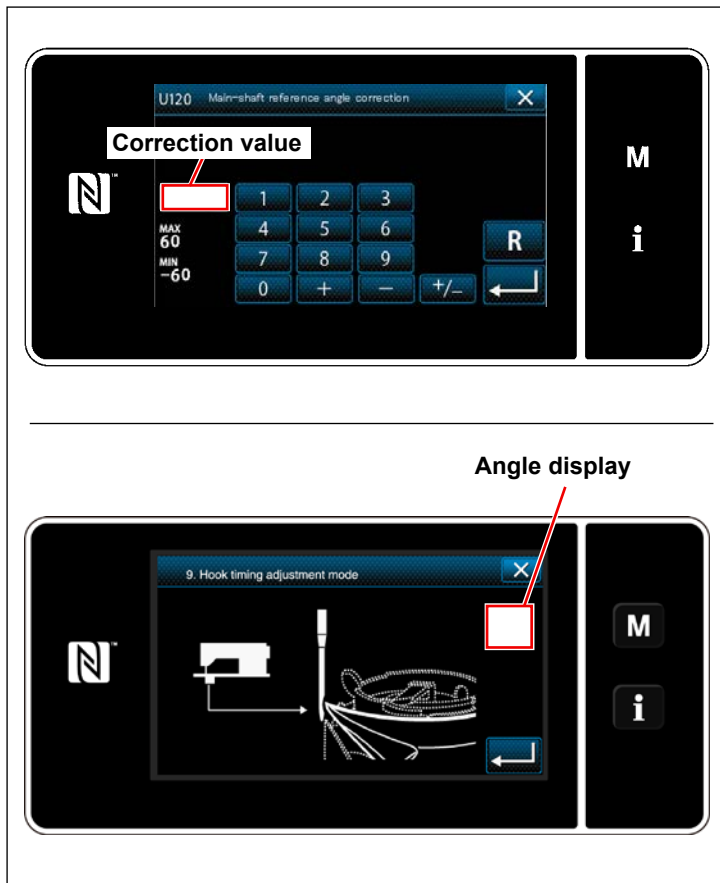 U120 Main-shaft reference angle correction
Correction value
1 2 3
MAX
60
4 5 6
MIN
-60
7 8 9
R
0 + − +/−
M
i
Angle display
9. Hook timing adjustment mode
M
i